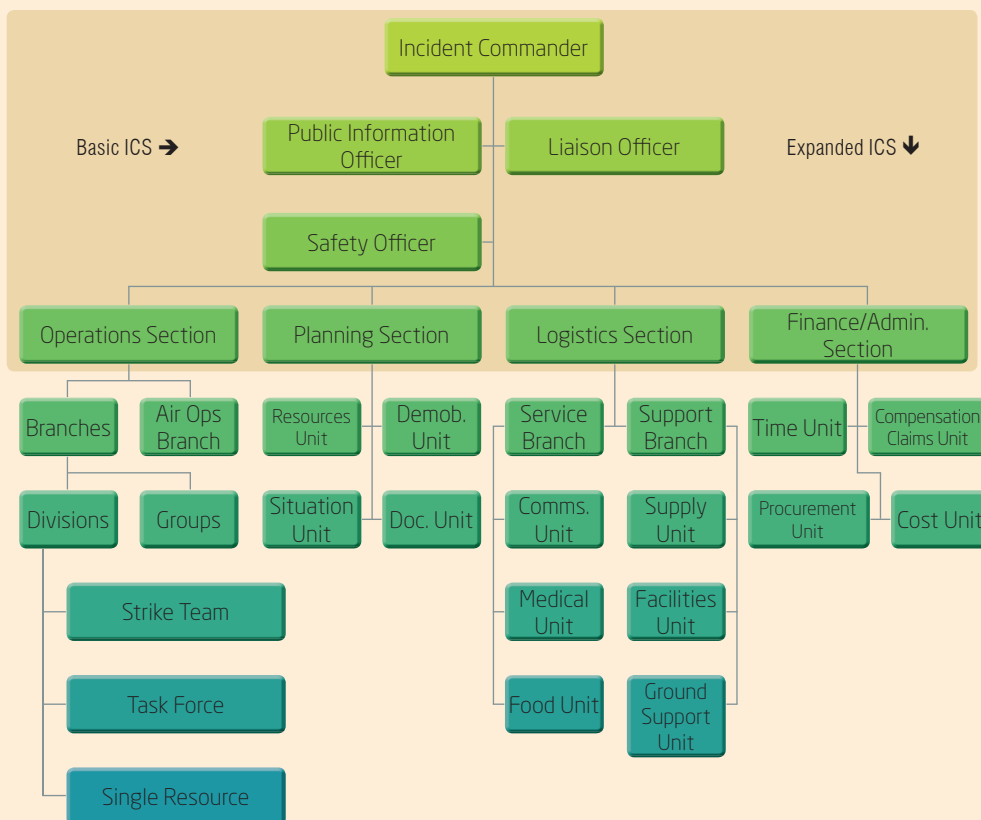 Incident Commander
Basic ICS ➔
Public Information
Officer
Liaison Officer
Expanded ICS 🡻
Safety Officer
Operations Section
Planning Section
Logistics Section
Finance/Admin.
Section
Branches
Air Ops
Branch
Resources
Unit
Demob.
Unit
Service
Branch
Support
Branch
Time Unit
Compensation
Claims Unit
Divisions
Groups
Situation
Unit
Doc. Unit
Comms.
Unit
Supply
Unit
Procurement
Unit
Cost Unit
Strike Team
Medical
Unit
Facilities
Unit
Task Force
Food Unit
Ground
Support
Unit
Single Resource